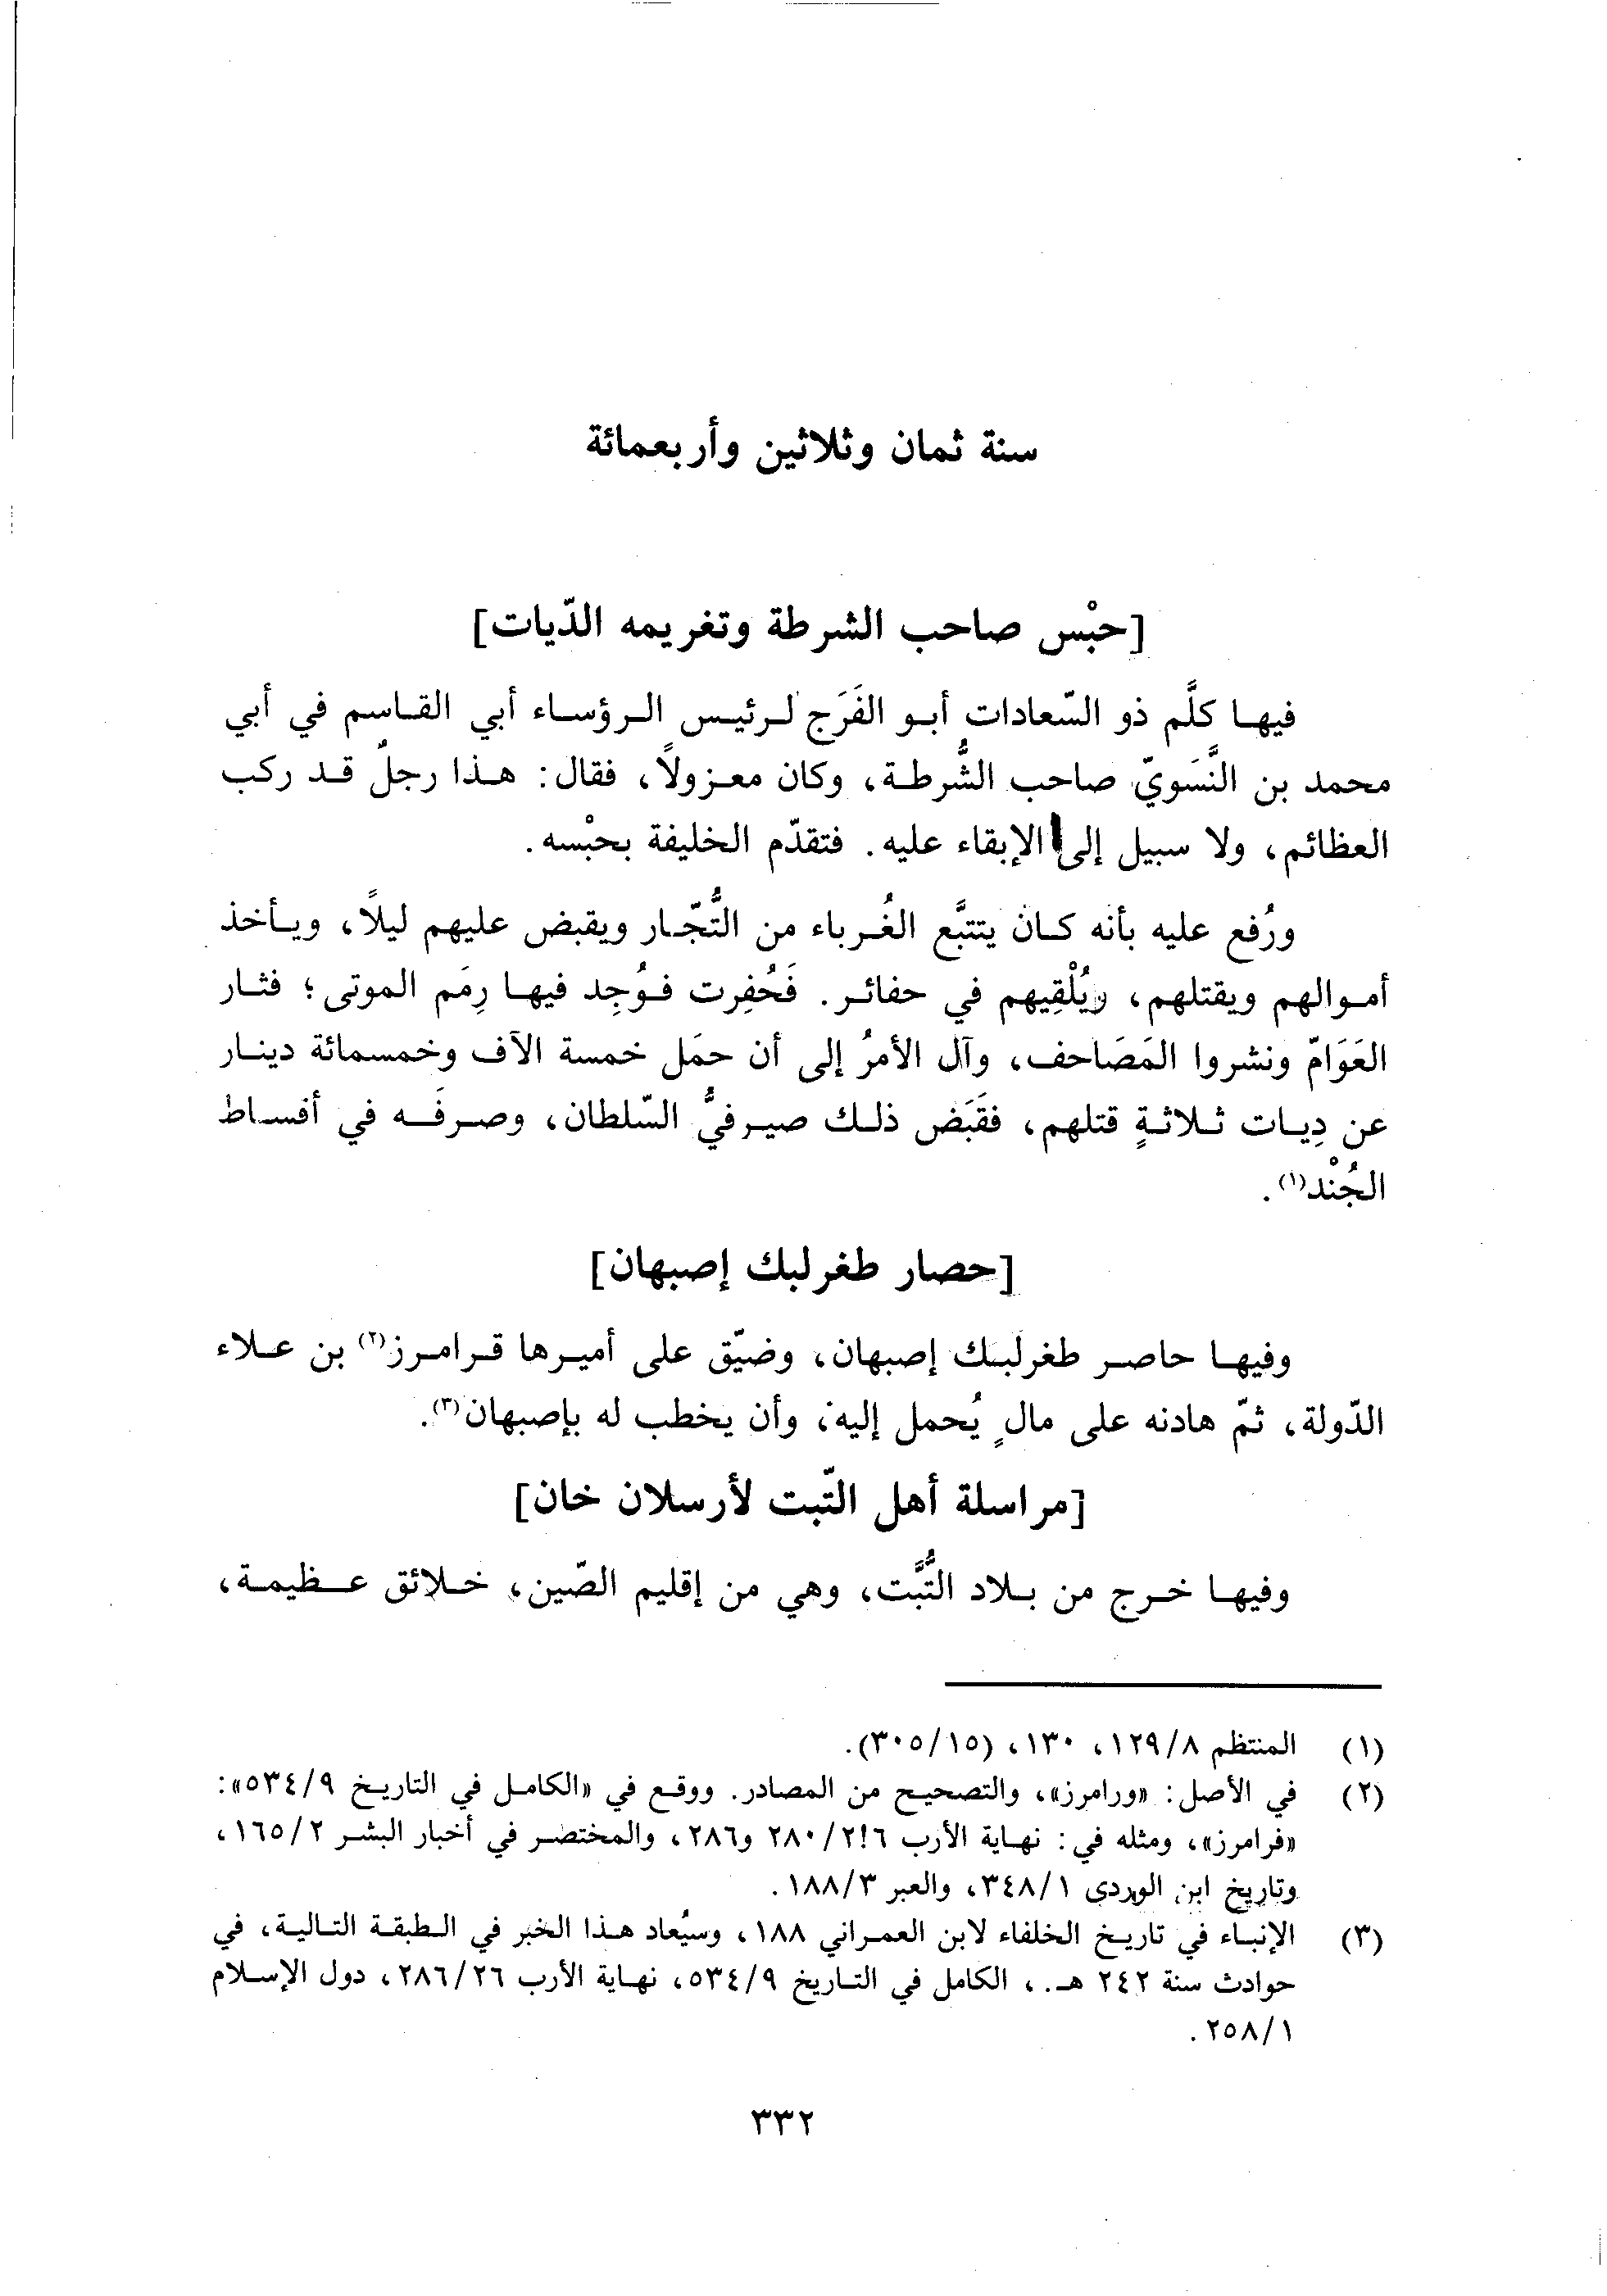 سنة ثمان وثلاثين وأربعمائة
[حبْس صاحب الشرطة وتغريمه الدّيات]
فيها كلَّم ذو السّعادات أبو الفَرَج لرئيس الرؤساء أبي القاسم في أبي
محمد بن النَّسَويّ صاحب الشُّرطة، وكان معزولاً، فقال: هذا رجلٌ قد ركب
العظائم، ولا سبيل إلى الإبقاء عليه. فتقدّم الخليفة بحبْسه.
ورُفع عليه بأنه كان يتتبَّع الغُرباء من التُّجّار ويقبض عليهم ليلًا، ويأخذ
أموالهم ويقتلهم، ويُلْقِيهم في حفائر. فَحُفِرت فوُجِد فيها رِمَم الموتى؛ فثار
العَوَامّ ونشروا المَصَاحف، وآل الأمرُ إلى أن حمَل خمسة الآف وخمسمائة دينار
عن دِيات ثلاثةٍ قتلهم، فقَبَض ذلك صيرفيُّ السّلطان، وصرفَه في أقساط
الجُنْد(١).
[حصار طغرلبك إصبهان]
وفيها حاصر طغرلبك إصبهان، وضيّق على أميرها قرامرز(٢) بن علاء
الدّولة، ثمّ هادنه على مالٍ يُحمل إليه، وأن يخطب له بإصبهان(٣).
[مراسلة أهل التّبت لأرسلان خان]
وفيها خرج من بلاد التُّبَّت، وهي من إقليم الصّين، خلائق عظيمة،
(١) المنتظم ١٢٩/٨، ١٣٠، (٣٠٥/١٥).
(٢) في الأصل: «ورامرز»، والتصحيح من المصادر. ووقع في «الكامل في التاريخ ٥٣٤/٩»:
«فرامرز»، ومثله في: نهاية الأرب ٢٨٠/٢!٦ و٢٨٦، والمختصر في أخبار البشر ١٦٥/٢،
وتاريخ ابن الوردي ٣٤٨/١، والعبر ١٨٨/٣.
(٣) الإنباء في تاريخ الخلفاء لابن العمراني ١٨٨، وسيُعاد هذا الخبر في الطبقة التالية، في
حوادث سنة ٢٤٢ هـ.، الكامل في التاريخ ٥٣٤/٩، نهاية الأرب ٢٨٦/٢٦، دول الإسلام
٢٥٨/١.
٣٣٢